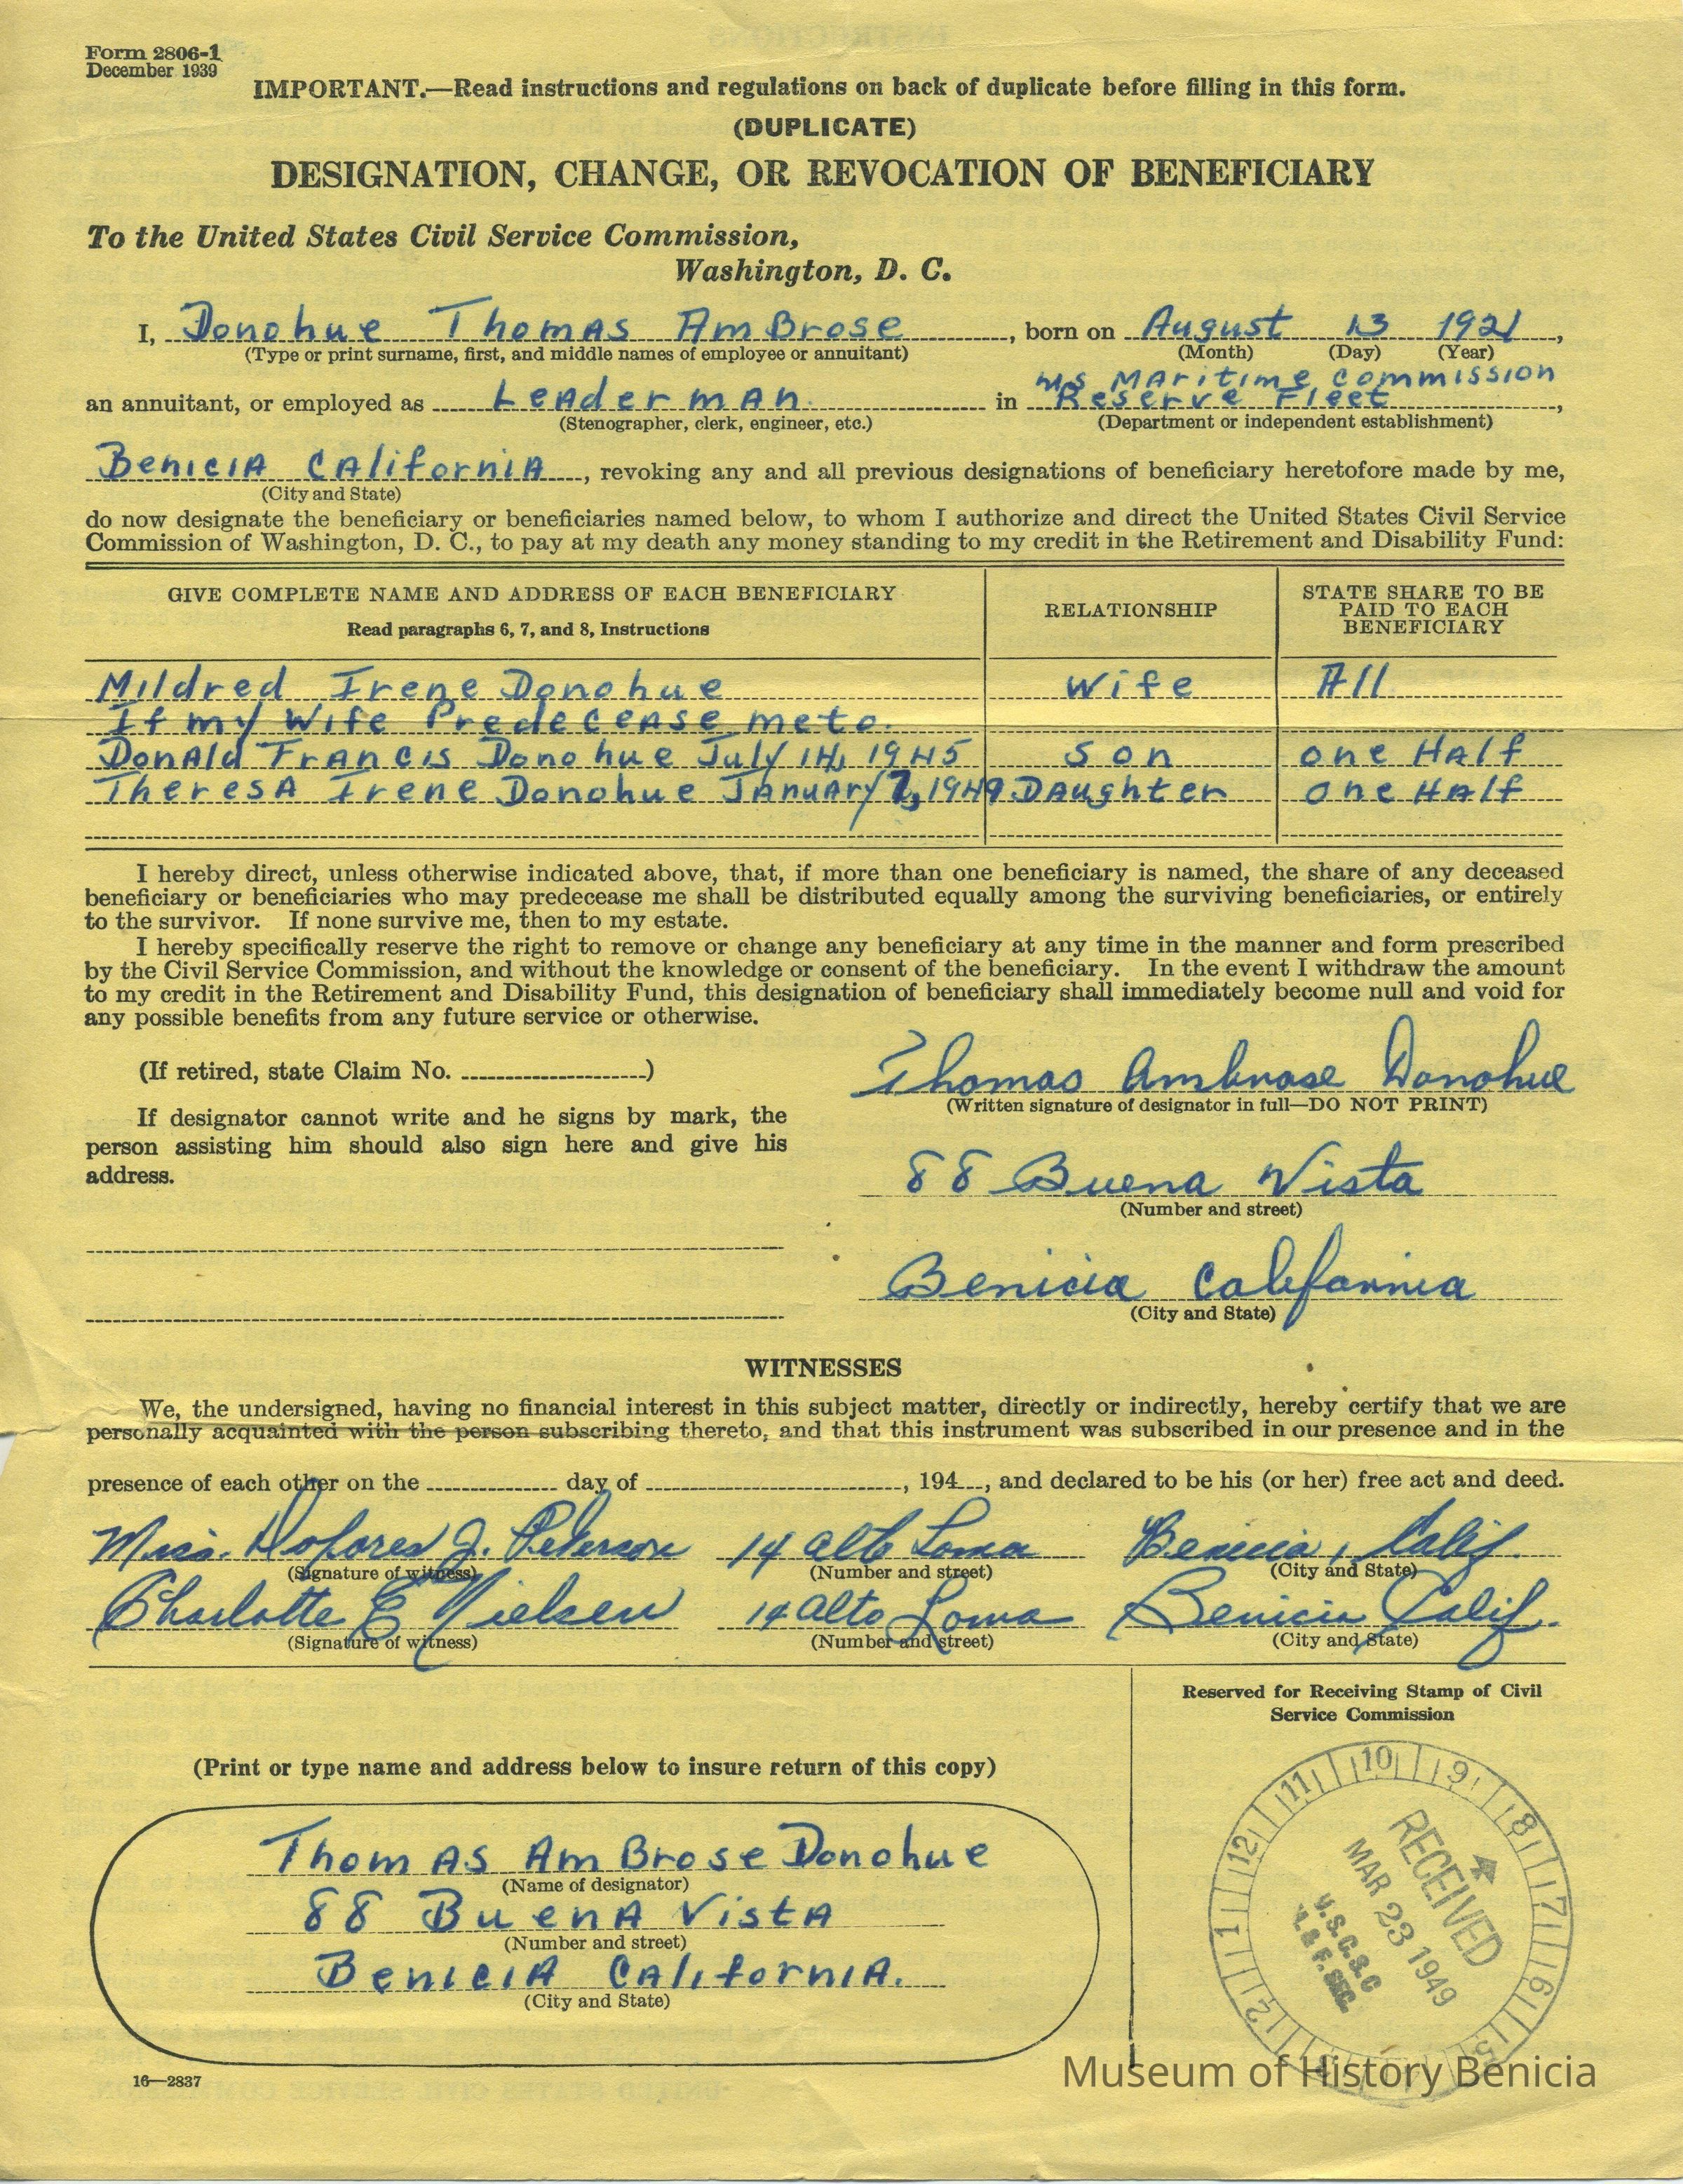 Form 2806-1
December 1939
IMPORTANT.—Read instructions and regulations on back of duplicate before filling in this form.
(DUPLICATE)
DESIGNATION, CHANGE, OR REVOCATION OF BENEFICIARY
To the United States Civil Service Commission,
Washington, D. C.
I, Donohue Thomas AmBrose, born on August 13 1921,
(Type or print surname, first, and middle names of employee or annuitant) (Month) (Day) (Year)
U.S MAritime commission
an annuitant, or employed as LeAder mAn. in Reserve Fleet,
(Stenographer, clerk, engineer, etc.) (Department or independent establishment)
BeniciA CAliforniA, revoking any and all previous designations of beneficiary heretofore made by me,
(City and State)
do now designate the beneficiary or beneficiaries named below, to whom I authorize and direct the United States Civil Service
Commission of Washington, D. C., to pay at my death any money standing to my credit in the Retirement and Disability Fund:
GIVE COMPLETE NAME AND ADDRESS OF EACH BENEFICIARY
Read paragraphs 6, 7, and 8, Instructions
RELATIONSHIP
STATE SHARE TO BE
PAID TO EACH
BENEFICIARY
Mildred Irene Donohue Wife All
If my Wife PredeceAse me to.
DonAld FrAncis Donohue July 14, 1945 Son one HAlf
TheresA Irene Donohue JAnuAry 7, 1949. DAughter one HAlf
I hereby direct, unless otherwise indicated above, that, if more than one beneficiary is named, the share of any deceased
beneficiary or beneficiaries who may predecease me shall be distributed equally among the surviving beneficiaries, or entirely
to the survivor. If none survive me, then to my estate.
I hereby specifically reserve the right to remove or change any beneficiary at any time in the manner and form prescribed
by the Civil Service Commission, and without the knowledge or consent of the beneficiary. In the event I withdraw the amount
to my credit in the Retirement and Disability Fund, this designation of beneficiary shall immediately become null and void for
any possible benefits from any future service or otherwise.
(If retired, state Claim No. )
If designator cannot write and he signs by mark, the
person assisting him should also sign here and give his
address.
Thomas Ambrose Donohue
(Written signature of designator in full—DO NOT PRINT)
88 Buena Vista
(Number and street)
Benicia California
(City and State)
WITNESSES
We, the undersigned, having no financial interest in this subject matter, directly or indirectly, hereby certify that we are
personally acquainted with the person subscribing thereto, and that this instrument was subscribed in our presence and in the
presence of each other on the day of , 194 , and declared to be his (or her) free act and deed.
Miss. Dolores J. Peterson 14 Alto Loma Benicia, Calif.
(Signature of witness) (Number and street) (City and State)
Charlotte E Nielsen 14 Alto Loma Benicia Calif.
(Signature of witness) (Number and street) (City and State)
Reserved for Receiving Stamp of Civil
Service Commission
(Print or type name and address below to insure return of this copy)
ThomAs AmBrose Donohue
(Name of designator)
88 BuenA VistA
(Number and street)
BeniciA CAliforniA.
(City and State)
16—2837
12 11 10 9 8 7 6 5 2 1
RECEIVED
MAR 23 1949
U.S.C.S.C
Museum of History Benicia